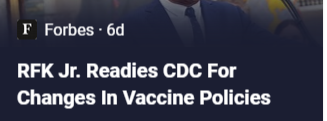 F Forbes · 6d
RFK Jr. Readies CDC For
Changes In Vaccine Policies